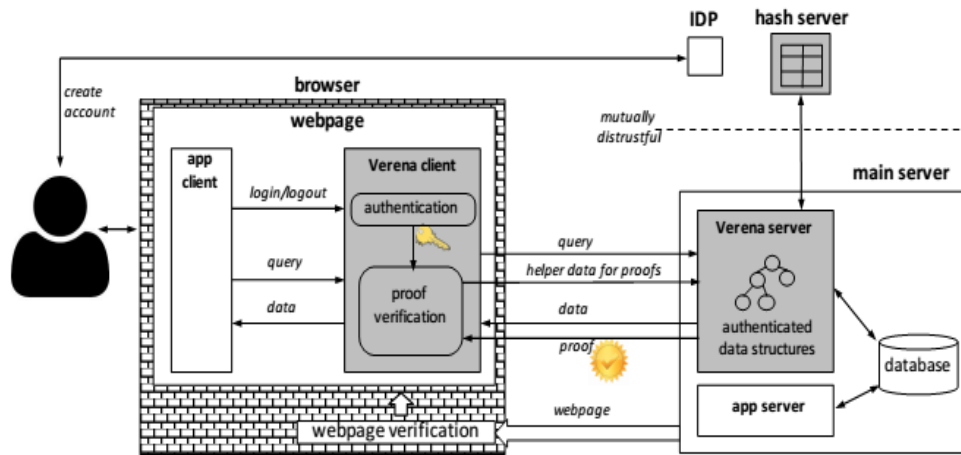 IDP
hash server
create
account
browser
mutually
distrustful
webpage
main server
app
client
Verena client
login/logout
authentication
Verena server
query
query
helper data for proofs
proof
verification
data
data
authenticated
data structures
proof
database
app server
webpage
webpage verification